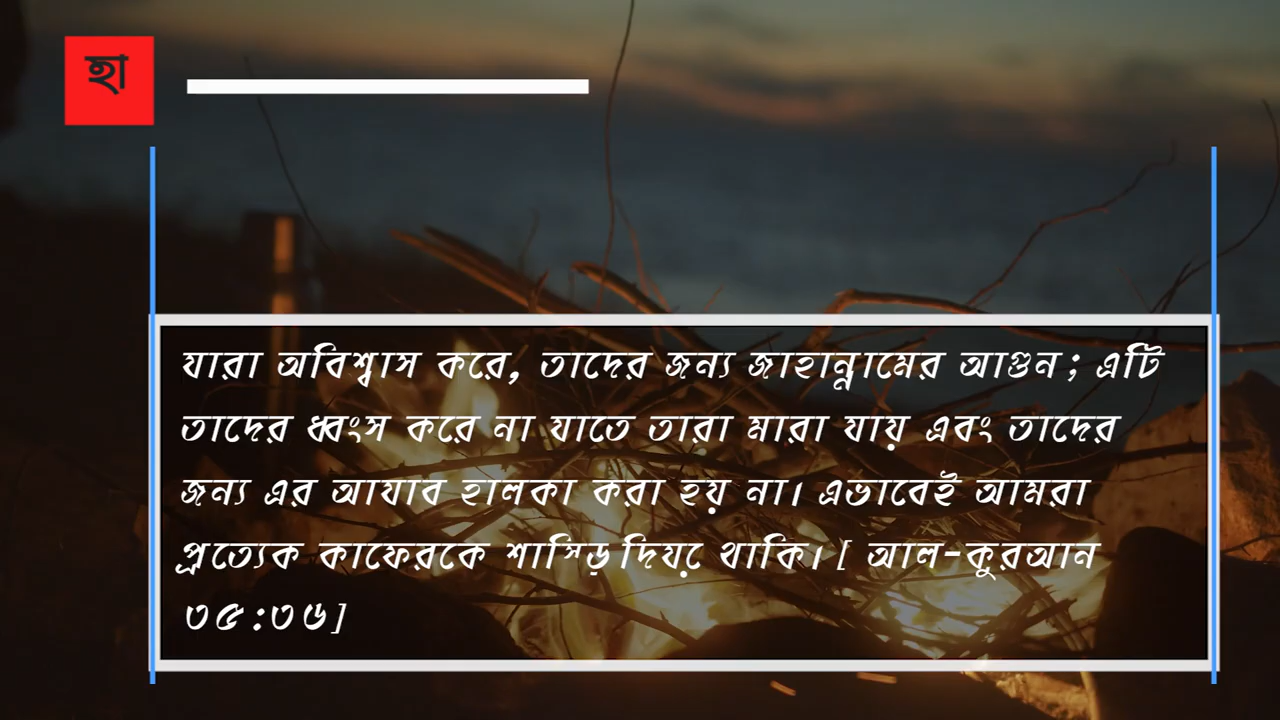 হা
যারা অবিশ্বাস করে, তাদের জন্য জাহান্নামের আগুন; এটি
তাদের ধ্বংস করে না যাতে তারা মারা যায় এবং তাদের
জন্য এর আযাব হালকা করা হয় না। এভাবেই আমরা
প্রত্যেক কাফেরকে শাস্তি দিয়ে থাকি। [ আল-কুরআন
৩৫:৩৬]